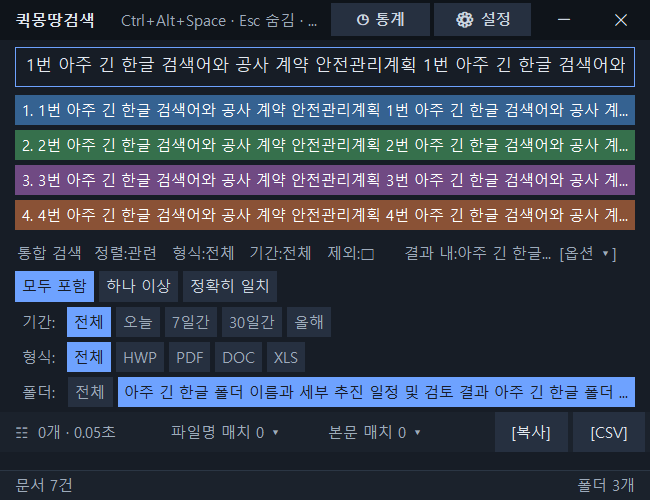 퀵몽땅검색 Ctrl+Alt+Space · Esc 숨김 · ... 통계 설정
1번 아주 긴 한글 검색어와 공사 계약 안전관리계획 1번 아주 긴 한글 검색어와
1. 1번 아주 긴 한글 검색어와 공사 계약 안전관리계획 1번 아주 긴 한글 검색어와 공사 계...
2. 2번 아주 긴 한글 검색어와 공사 계약 안전관리계획 2번 아주 긴 한글 검색어와 공사 계...
3. 3번 아주 긴 한글 검색어와 공사 계약 안전관리계획 3번 아주 긴 한글 검색어와 공사 계...
4. 4번 아주 긴 한글 검색어와 공사 계약 안전관리계획 4번 아주 긴 한글 검색어와 공사 계...
통합 검색 정렬:관련 형식:전체 기간:전체 제외:□ 결과 내:아주 긴 한글... [옵션 ▾]
모두 포함 하나 이상 정확히 일치
기간: 전체 오늘 7일간 30일간 올해
형식: 전체 HWP PDF DOC XLS
폴더: 전체 아주 긴 한글 폴더 이름과 세부 추진 일정 및 검토 결과 아주 긴 한글 폴더 ...
0개 · 0.05초 파일명 매치 0 ▾ 본문 매치 0 ▾ [복사] [CSV]
문서 7건 폴더 3개